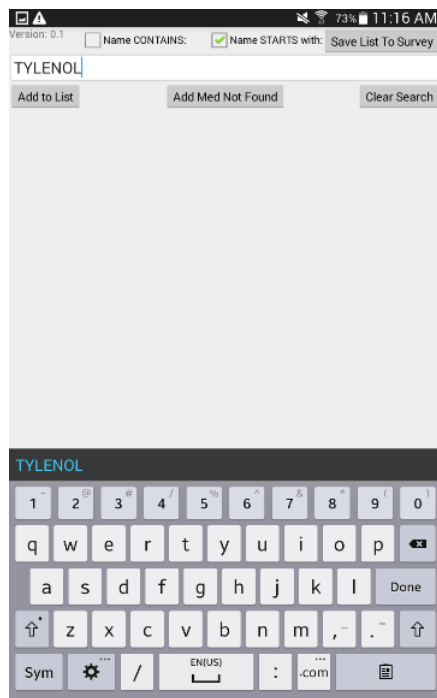 73% 11:16 AM
Version: 0.1 Name CONTAINS: Name STARTS with: Save List To Survey
TYLENOL
Add to List Add Med Not Found Clear Search
TYLENOL
1 - 2 @ 3 # 4 / 5 % 6 ^ 7 & 8 * 9 ( 0 )
q w e r t y u i o p
a s d f g h j k l Done
z x c v b n m , - . -
Sym / EN(US) : .com